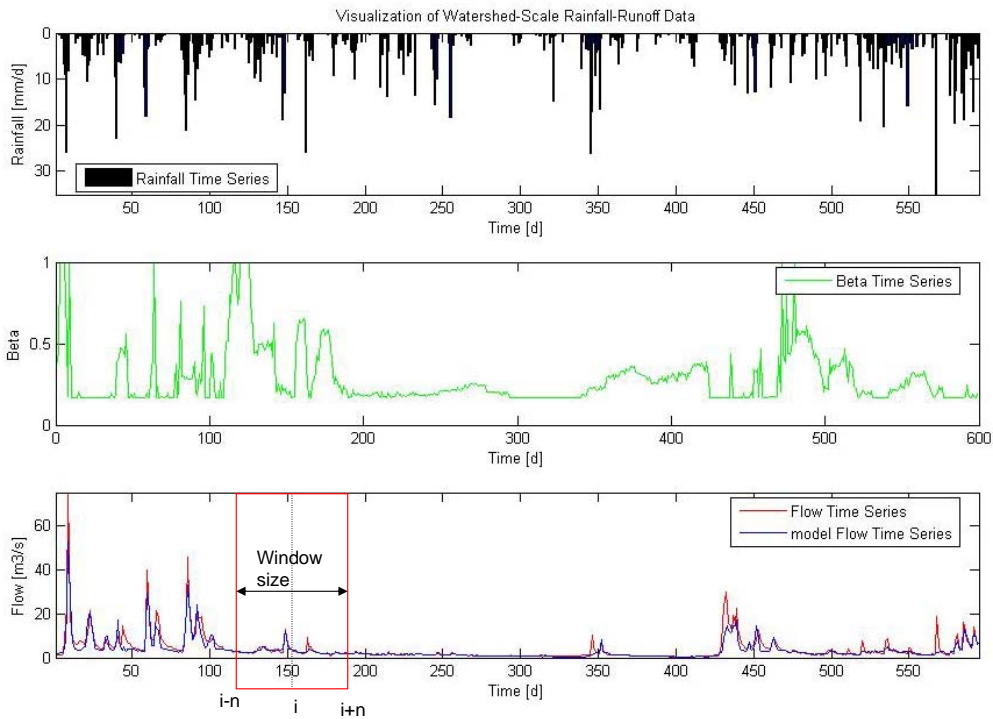 Visualization of Watershed-Scale Rainfall-Runoff Data
0
10
20
30
Rainfall [mm/d]
Rainfall Time Series
50 100 150 200 250 300 350 400 450 500 550
Time [d]
1
0.5
0
Beta
Beta Time Series
0 100 200 300 400 500 600
Time [d]
60
40
20
0
Flow [m3/s]
Window
size
Flow Time Series
model Flow Time Series
50 100 150 200 250 300 350 400 450 500 550
Time [d]
i-n i i+n